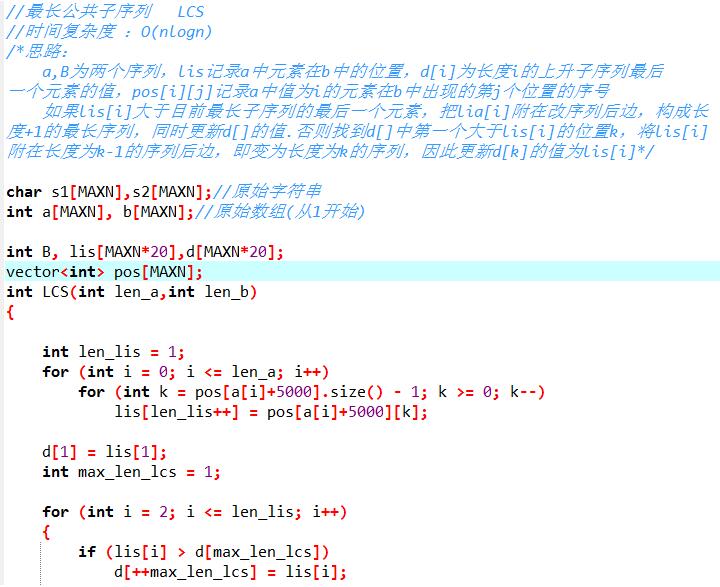 //最长公共子序列   LCS
//时间复杂度 ：O(nlogn)
/*思路：
    a,B为两个序列，lis记录a中元素在b中的位置，d[i]为长度i的上升子序列最后
一个元素的值，pos[i][j]记录a中值为i的元素在b中出现的第j个位置的序号
    如果lis[i]大于目前最长子序列的最后一个元素，把lia[i]附在改序列后边，构成长
度+1的最长序列，同时更新d[]的值.否则找到d[]中第一个大于lis[i]的位置k，将lis[i]
附在长度为k-1的序列后边，即变为长度为k的序列，因此更新d[k]的值为lis[i]*/
char s1[MAXN],s2[MAXN];//原始字符串
int a[MAXN], b[MAXN];//原始数组(从1开始)
int B, lis[MAXN*20],d[MAXN*20];
vector<int> pos[MAXN];
int LCS(int len_a,int len_b)
{
    int len_lis = 1;
    for (int i = 0; i <= len_a; i++)
        for (int k = pos[a[i]+5000].size() - 1; k >= 0; k--)
            lis[len_lis++] = pos[a[i]+5000][k];
    d[1] = lis[1];
    int max_len_lcs = 1;
    for (int i = 2; i <= len_lis; i++)
    {
        if (lis[i] > d[max_len_lcs])
            d[++max_len_lcs] = lis[i];